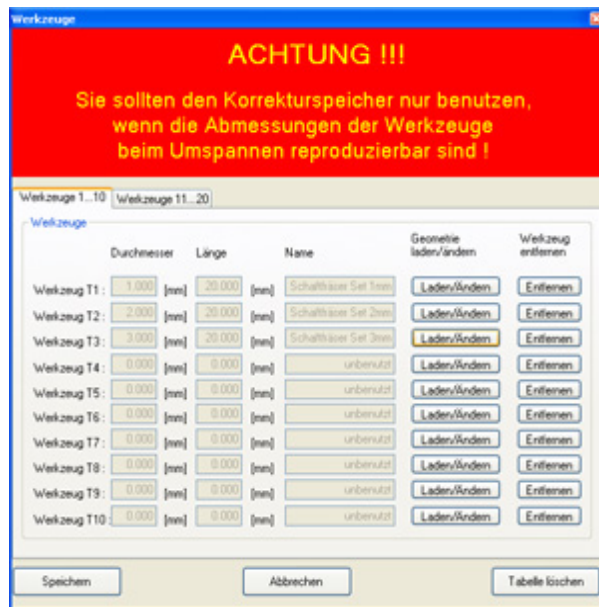 Werkzeuge
ACHTUNG !!!
Sie sollten den Korrekturspeicher nur benutzen,
wenn die Abmessungen der Werkzeuge
beim Umspannen reproduzierbar sind !
Werkzeuge 1...10 Werkzeuge 11...20
Werkzeuge
Durchmesser Länge Name Geometrie laden/ändern Werkzeug entfernen
Werkzeug T1 : 1.000 [mm] 20.000 [mm] Schaftfräser Set 1mm Laden/Ändern Entfernen
Werkzeug T2 : 2.000 [mm] 20.000 [mm] Schaftfräser Set 2mm Laden/Ändern Entfernen
Werkzeug T3 : 3.000 [mm] 20.000 [mm] Schaftfräser Set 3mm Laden/Ändern Entfernen
Werkzeug T4 : 0.000 [mm] 0.000 [mm] unbenutzt Laden/Ändern Entfernen
Werkzeug T5 : 0.000 [mm] 0.000 [mm] unbenutzt Laden/Ändern Entfernen
Werkzeug T6 : 0.000 [mm] 0.000 [mm] unbenutzt Laden/Ändern Entfernen
Werkzeug T7 : 0.000 [mm] 0.000 [mm] unbenutzt Laden/Ändern Entfernen
Werkzeug T8 : 0.000 [mm] 0.000 [mm] unbenutzt Laden/Ändern Entfernen
Werkzeug T9 : 0.000 [mm] 0.000 [mm] unbenutzt Laden/Ändern Entfernen
Werkzeug T10 : 0.000 [mm] 0.000 [mm] unbenutzt Laden/Ändern Entfernen
Speichern Abbrechen Tabelle löschen